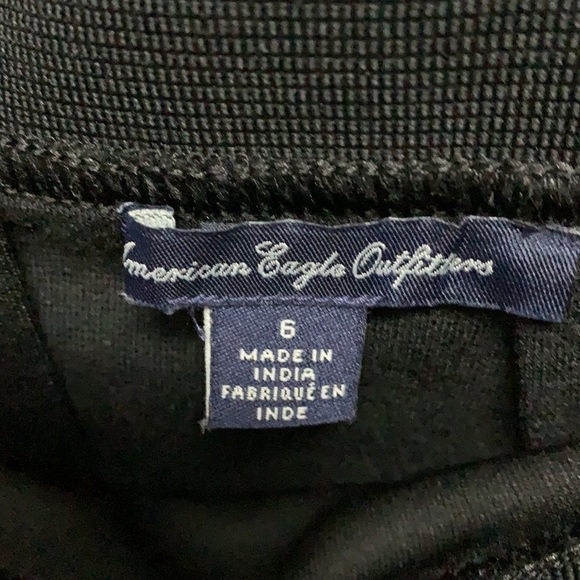 American Eagle Outfitters
6
MADE IN
INDIA
FABRIQUÉ EN
INDE